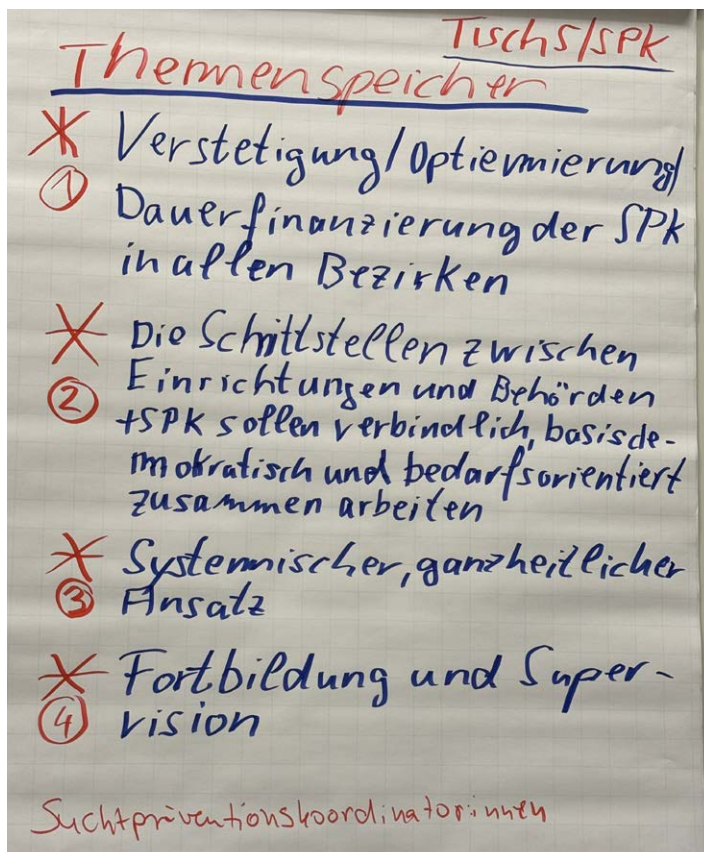 Tisch 5/SPK
Themenspeicher
① Verstetigung/Optiemierung/
Dauerfinanzierung der SPK
in allen Bezirken
② Die Schnittstellen zwischen
Einrichtungen und Behörden
+SPK sollen verbindlich, basisde-
mokratisch und bedarfsorientiert
zusammen arbeiten
③ Systemischer, ganzheitlicher
Ansatz
④ Fortbildung und Super-
vision
Suchtpräventionskoordinator:innen